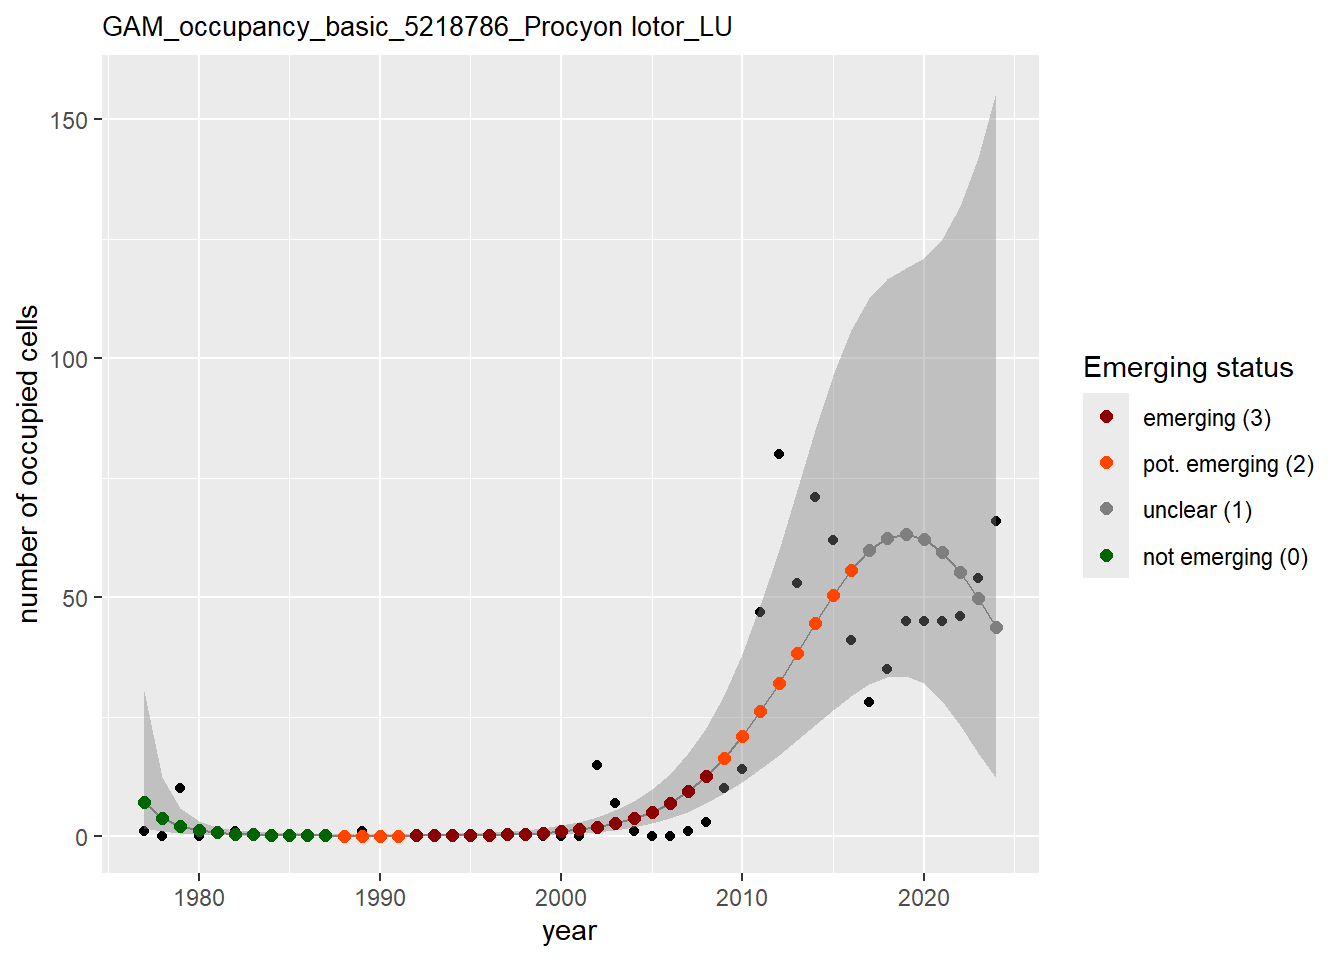 GAM_occupancy_basic_5218786_Procyon lotor_LU
150
100
50
0
number of occupied cells
1980
1990
2000
2010
2020
year
Emerging status
emerging (3)
pot. emerging (2)
unclear (1)
not emerging (0)